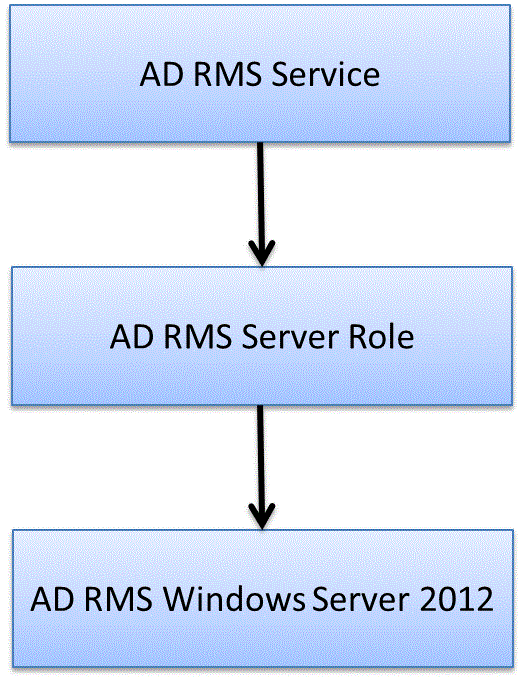 AD RMS Service
AD RMS Server Role
AD RMS Windows Server 2012